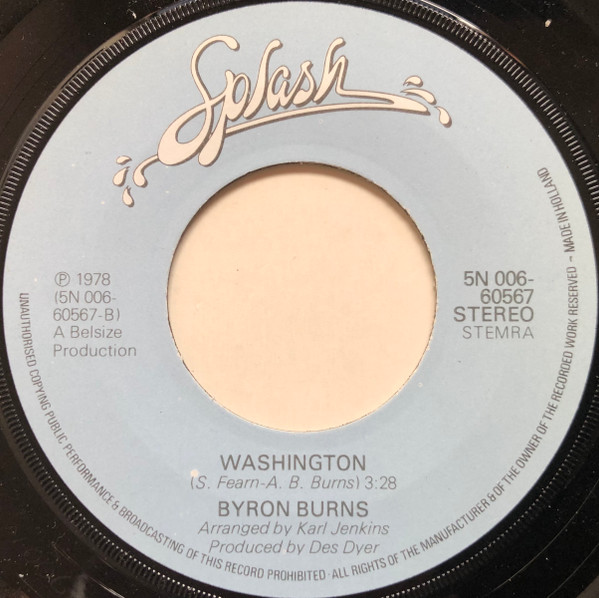 Splash
℗ 1978
(5N 006-
60567-B)
A Belsize
Production
5N 006-
60567
STEREO
STEMRA
WASHINGTON
(S. Fearn-A. B. Burns) 3:28
BYRON BURNS
Arranged by Karl Jenkins
Produced by Des Dyer
UNAUTHORISED COPYING PUBLIC PERFORMANCE & BROADCASTING OF THIS RECORD PROHIBITED · ALL RIGHTS OF THE MANUFACTURER & OF THE OWNER OF THE RECORDED WORK RESERVED – MADE IN HOLLAND